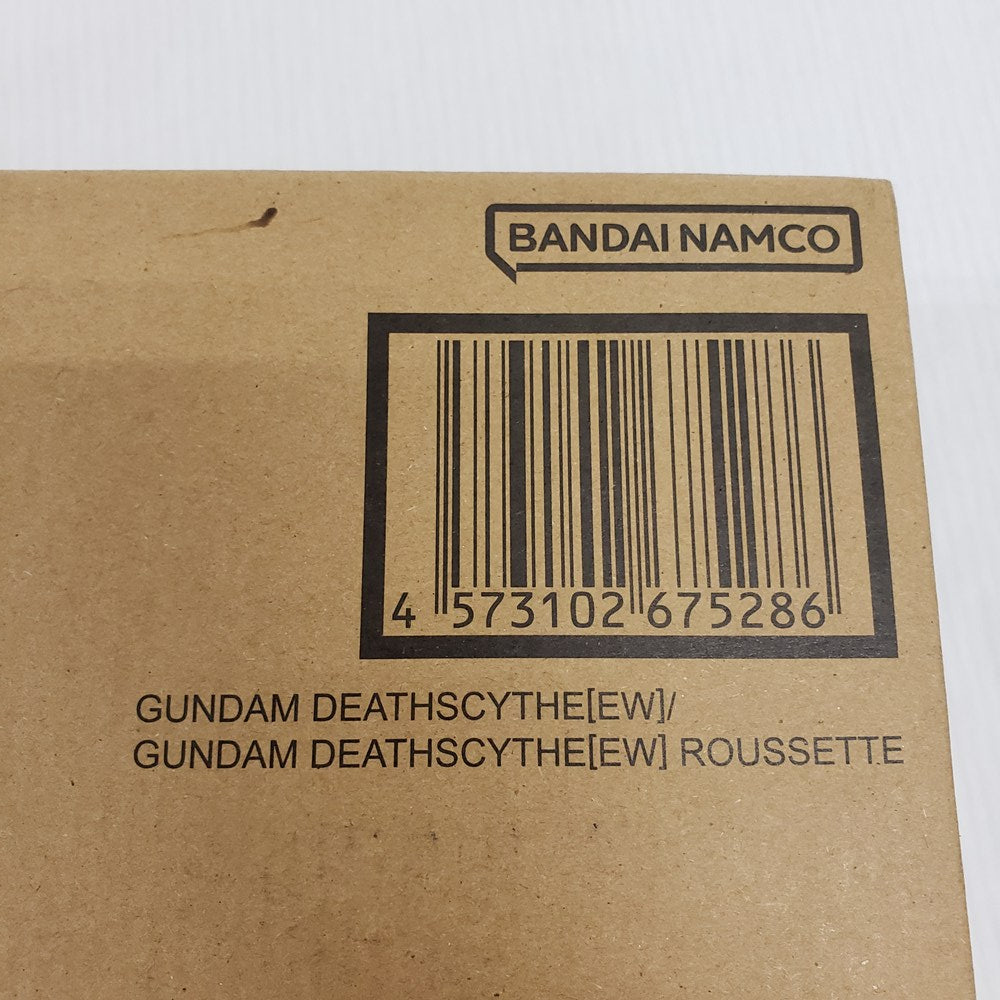 BANDAI NAMCO
4 573102 675286
GUNDAM DEATHSCYTHE[EW]/
GUNDAM DEATHSCYTHE[EW] ROUSSETTE